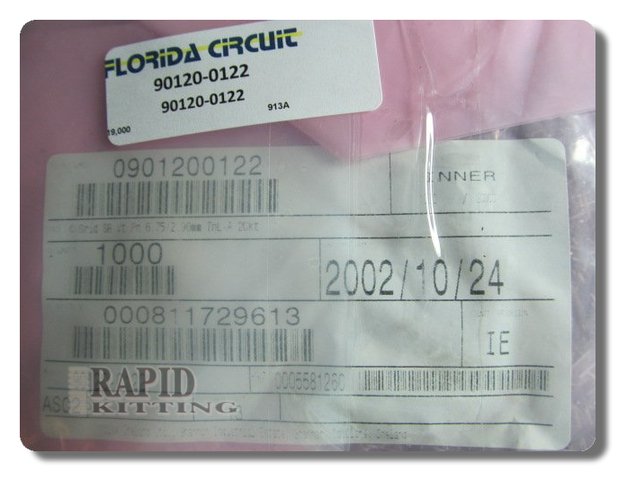 FLORIDA CIRCUIT
90120-0122
90120-0122
913A
19,000
0901200122
INNER
1000
2002/10/24
000811729613
IE
0005581260
RAPID
KITTING